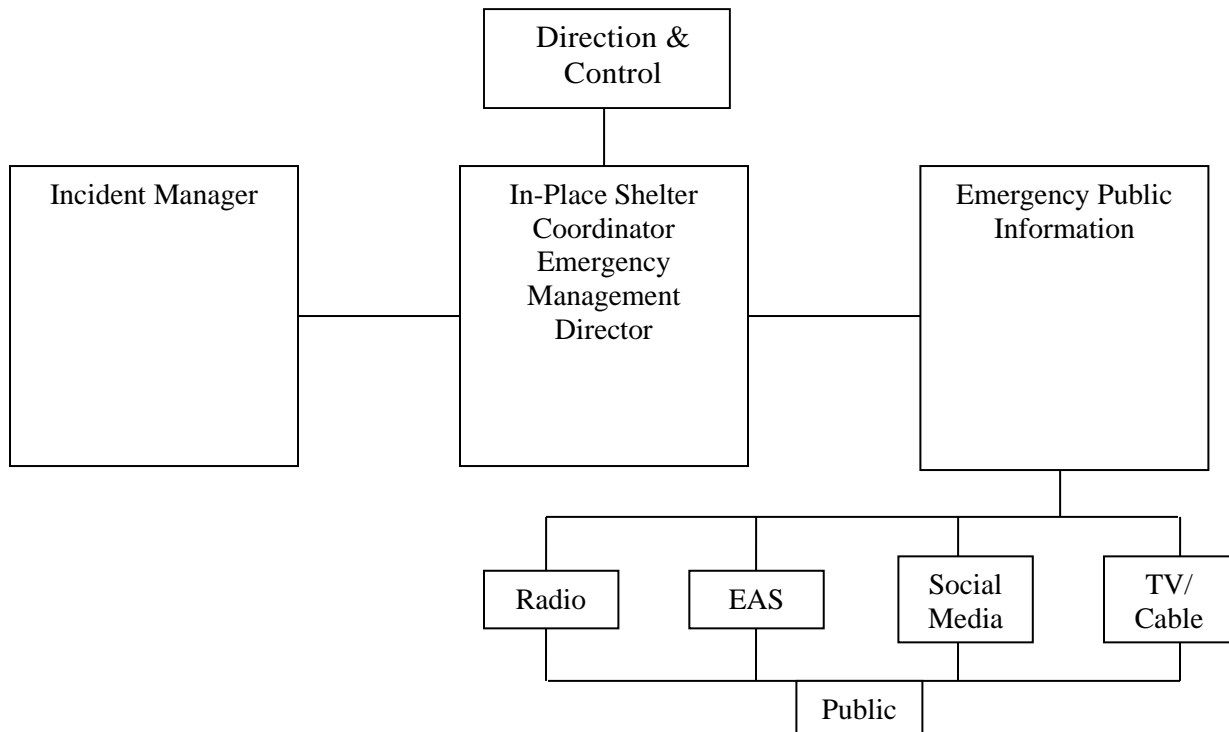 Direction &
Control
Incident Manager
In-Place Shelter
Coordinator
Emergency
Management
Director
Emergency Public
Information
Radio
EAS
Social
Media
TV/
Cable
Public